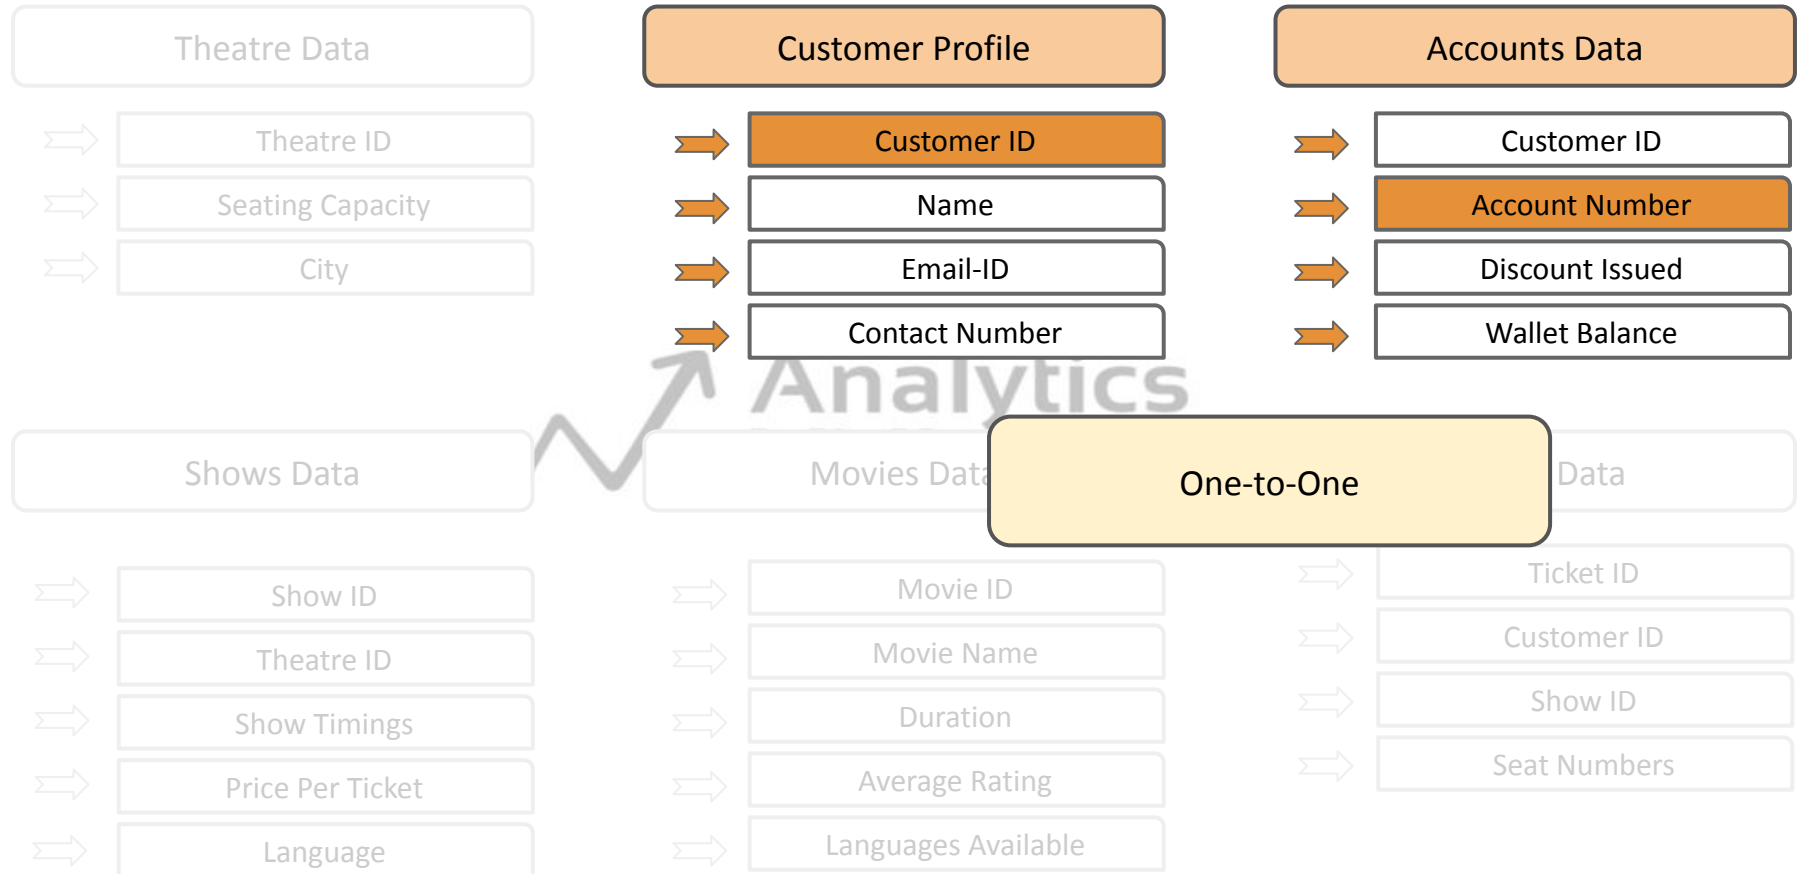 Theatre Data
Theatre ID
Seating Capacity
City
Customer Profile
Customer ID
Name
Email-ID
Contact Number
Accounts Data
Customer ID
Account Number
Discount Issued
Wallet Balance
Analytics
One-to-One
Shows Data
Show ID
Theatre ID
Show Timings
Price Per Ticket
Language
Movies Data
Movie ID
Movie Name
Duration
Average Rating
Languages Available
Data
Ticket ID
Customer ID
Show ID
Seat Numbers